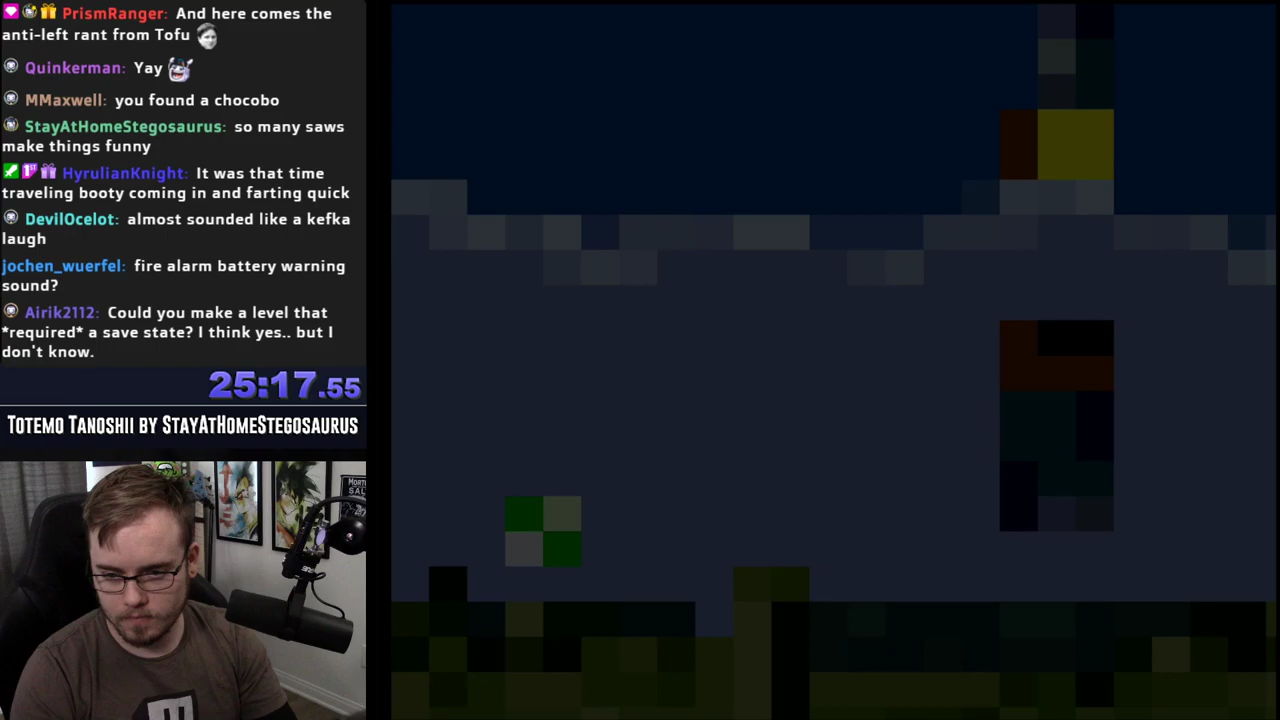 PrismRanger: And here comes the
anti-left rant from Tofu
Quinkerman: Yay
MMaxwell: you found a chocobo
StayAtHomeStegosaurus: so many saws
make things funny
HyrulianKnight: It was that time
traveling booty coming in and farting quick
DevilOcelot: almost sounded like a kefka
laugh
jochen_wuerfel: fire alarm battery warning
sound?
Airik2112: Could you make a level that
*required* a save state? I think yes.. but I
don't know.
25:17.55
Totemo Tanoshii by StayAtHomeStegosaurus